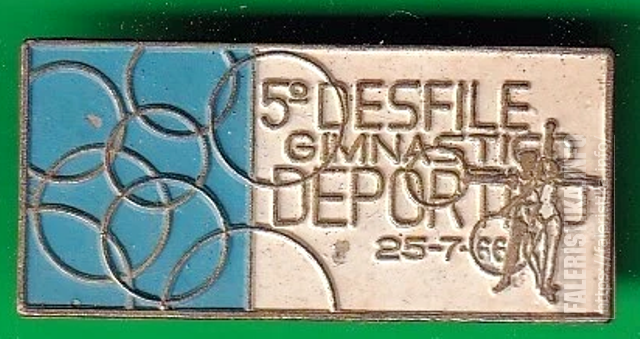 5º DESFILE
GIMNASTICO
DEPORTIVO
25-7-66